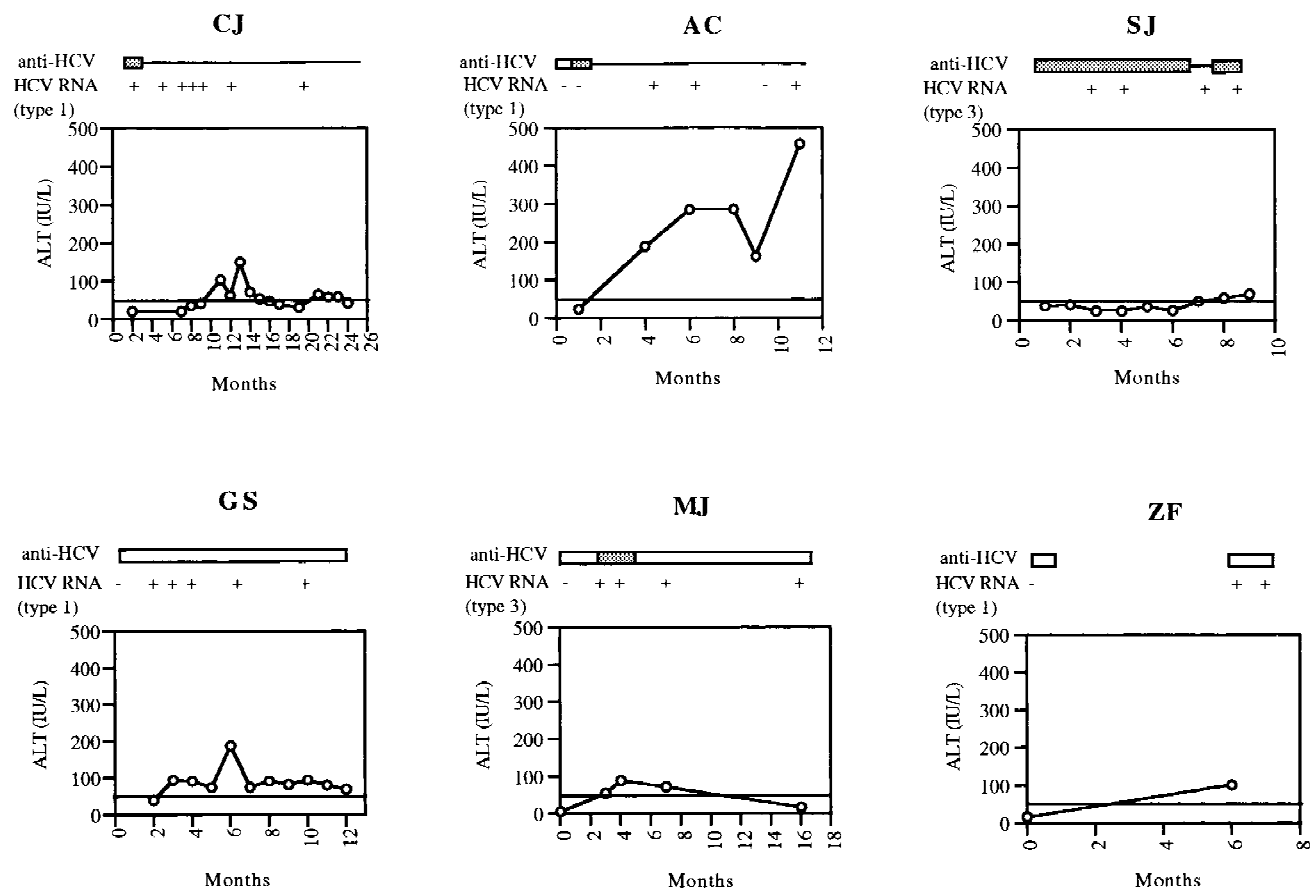 CJ
anti-HCV
HCV RNA + + +++ + +
(type 1)
500
400
300
200
100
0
ALT (IU/L)
0 2 4 6 8 10 12 14 16 18 20 22 24 26
Months
AC
anti-HCV
HCV RNA - - + + - +
(type 1)
500
400
300
200
100
0
ALT (IU/L)
0 2 4 6 8 10 12
Months
SJ
anti-HCV
HCV RNA + + + +
(type 3)
500
400
300
200
100
0
ALT (IU/L)
0 2 4 6 8 10
Months
GS
anti-HCV
HCV RNA - + + + + +
(type 1)
500
400
300
200
100
0
ALT (IU/L)
0 2 4 6 8 10 12
Months
MJ
anti-HCV
HCV RNA - + + + +
(type 3)
500
400
300
200
100
0
ALT (IU/L)
0 2 4 6 8 10 12 14 16 18
Months
ZF
anti-HCV
HCV RNA - + +
(type 1)
500
400
300
200
100
0
ALT (IU/L)
0 2 4 6 8
Months